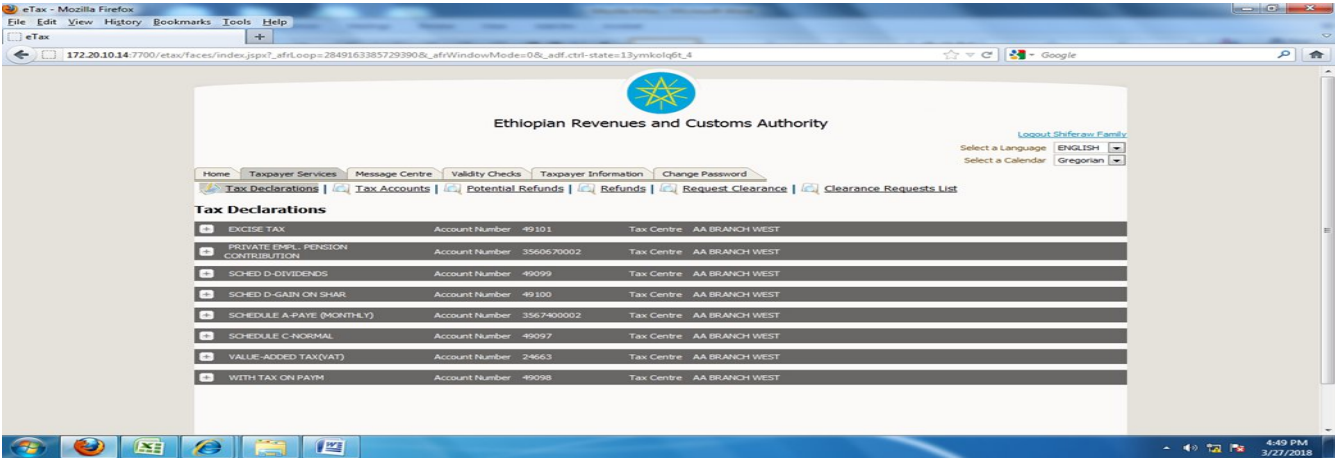 eTax - Mozilla Firefox
File Edit View History Bookmarks Tools Help
eTax
172.20.10.14:7700/etax/faces/index.jspx?_afrLoop=2849163385729390&_afrWindowMode=0&_adf.ctrl-state=13ymkolq6t_4
Google
Ethiopian Revenues and Customs Authority
Logout Shiferaw Family
Select a Language ENGLISH
Select a Calendar Gregorian
Home Taxpayer Services Message Centre Validity Checks Taxpayer Information Change Password
Tax Declarations | Tax Accounts | Potential Refunds | Refunds | Request Clearance | Clearance Requests List
Tax Declarations
EXCISE TAX Account Number 49101 Tax Centre AA BRANCH WEST
PRIVATE EMPL. PENSION
CONTRIBUTION Account Number 3560670002 Tax Centre AA BRANCH WEST
SCHED D-DIVIDENDS Account Number 49099 Tax Centre AA BRANCH WEST
SCHED D-GAIN ON SHAR Account Number 49100 Tax Centre AA BRANCH WEST
SCHEDULE A-PAYE (MONTHLY) Account Number 3567400002 Tax Centre AA BRANCH WEST
SCHEDULE C-NORMAL Account Number 49097 Tax Centre AA BRANCH WEST
VALUE-ADDED TAX(VAT) Account Number 24663 Tax Centre AA BRANCH WEST
WITH TAX ON PAYM Account Number 49098 Tax Centre AA BRANCH WEST
4:49 PM
3/27/2018